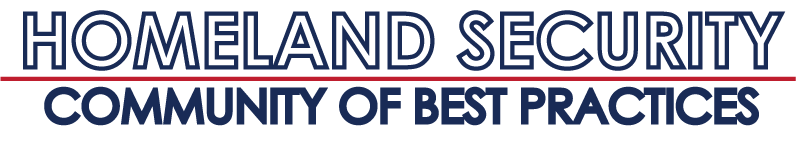 HOMELAND SECURITY
COMMUNITY OF BEST PRACTICES